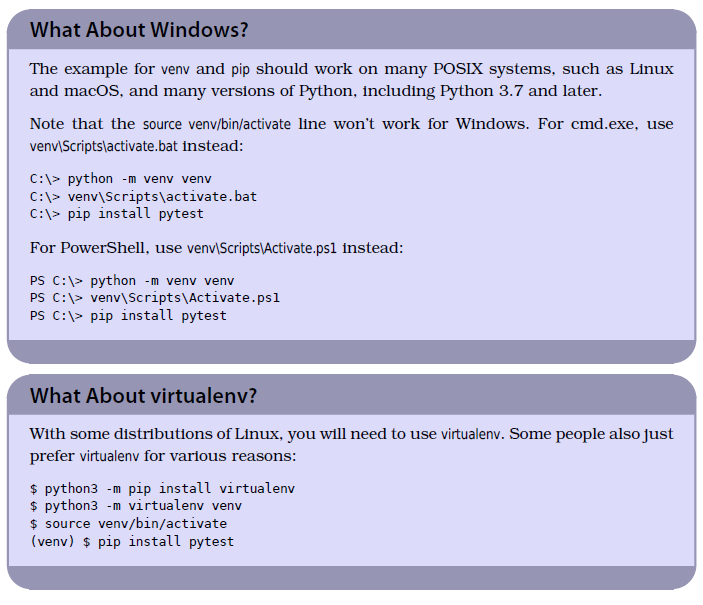 What About Windows?
The example for venv and pip should work on many POSIX systems, such as Linux
and macOS, and many versions of Python, including Python 3.7 and later.
Note that the source venv/bin/activate line won't work for Windows. For cmd.exe, use
venv\Scripts\activate.bat instead:
C:\> python -m venv venv
C:\> venv\Scripts\activate.bat
C:\> pip install pytest
For PowerShell, use venv\Scripts\Activate.ps1 instead:
PS C:\> python -m venv venv
PS C:\> venv\Scripts\Activate.ps1
PS C:\> pip install pytest
What About virtualenv?
With some distributions of Linux, you will need to use virtualenv. Some people also just
prefer virtualenv for various reasons:
$ python3 -m pip install virtualenv
$ python3 -m virtualenv venv
$ source venv/bin/activate
(venv) $ pip install pytest